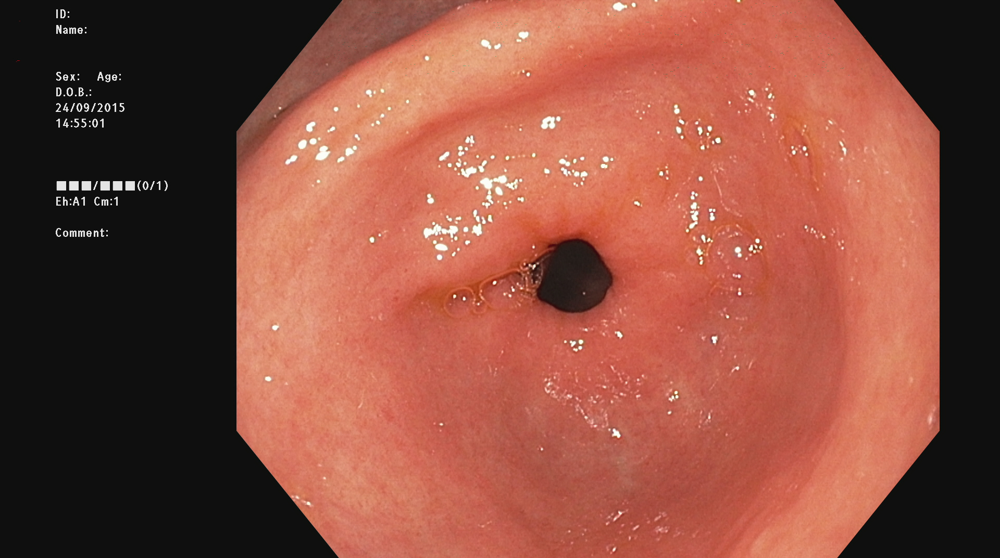 ID:
Name:
Sex: Age:
D.O.B.:
24/09/2015
14:55:01
■■■/■■■(0/1)
Eh:A1 Cm:1
Comment: